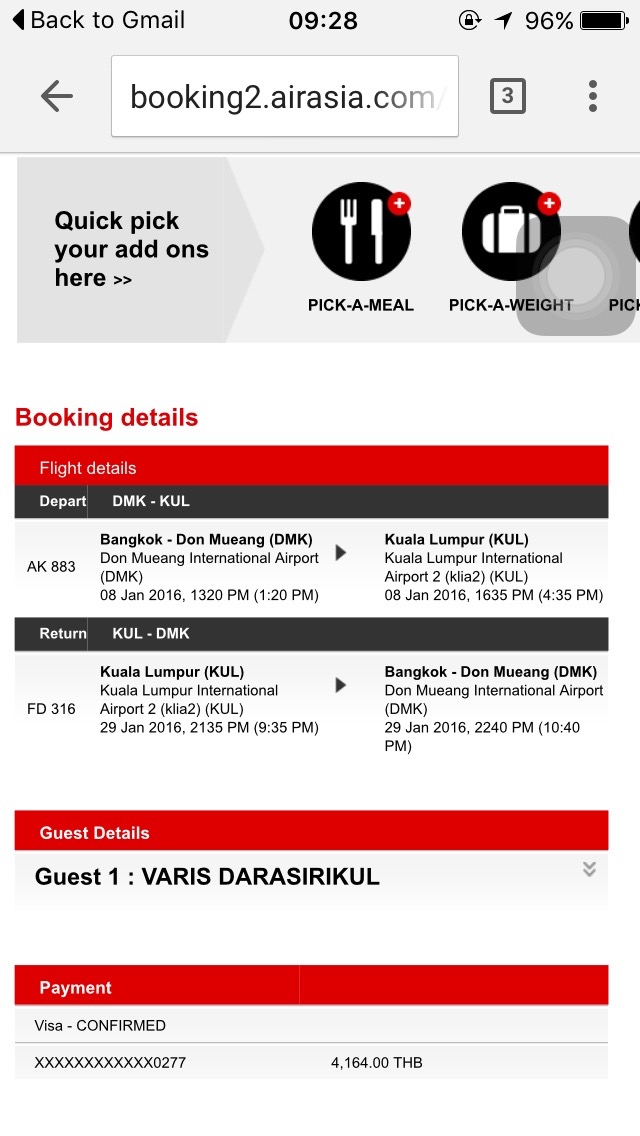 Back to Gmail 09:28 96%
booking2.airasia.com/ 3
Quick pick
your add ons
here >>
PICK-A-MEAL PICK-A-WEIGHT PICK
Booking details
Flight details
Depart DMK - KUL
AK 883
Bangkok - Don Mueang (DMK)
Don Mueang International Airport
(DMK)
08 Jan 2016, 1320 PM (1:20 PM)
Kuala Lumpur (KUL)
Kuala Lumpur International
Airport 2 (klia2) (KUL)
08 Jan 2016, 1635 PM (4:35 PM)
Return KUL - DMK
FD 316
Kuala Lumpur (KUL)
Kuala Lumpur International
Airport 2 (klia2) (KUL)
29 Jan 2016, 2135 PM (9:35 PM)
Bangkok - Don Mueang (DMK)
Don Mueang International Airport
(DMK)
29 Jan 2016, 2240 PM (10:40
PM)
Guest Details
Guest 1 : VARIS DARASIRIKUL
Payment
Visa - CONFIRMED
XXXXXXXXXXXX0277 4,164.00 THB